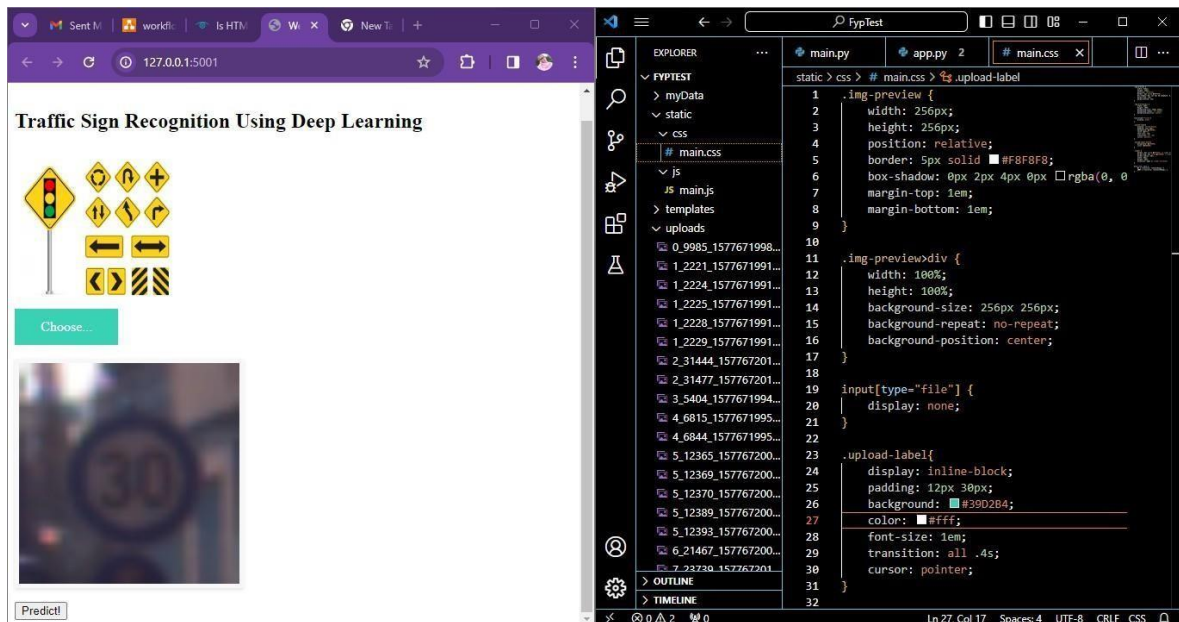 Sent M
workflo
Is HTM
W
New Ta
127.0.0.1:5001
Traffic Sign Recognition Using Deep Learning
Choose...
30
Predict!
FypTest
EXPLORER
FYPTEST
myData
static
css
# main.css
js
JS main.js
templates
uploads
0_9985_1577671998...
1_2221_1577671991...
1_2224_1577671991...
1_2225_1577671991...
1_2228_1577671991...
1_2229_1577671991...
2_31444_157767201...
2_31477_157767201...
3_5404_1577671994...
4_6815_1577671995...
4_6844_1577671995...
5_12365_157767200...
5_12369_157767200...
5_12370_157767200...
5_12389_157767200...
5_12393_157767200...
6_21467_157767200...
7_23739_157767201
OUTLINE
TIMELINE
main.py
app.py 2
# main.css
static > css > # main.css > .upload-label
1 .img-preview {
2 width: 256px;
3 height: 256px;
4 position: relative;
5 border: 5px solid #F8F8F8;
6 box-shadow: 0px 2px 4px 0px rgba(0, 0
7 margin-top: 1em;
8 margin-bottom: 1em;
9 }
10
11 .img-preview>div {
12 width: 100%;
13 height: 100%;
14 background-size: 256px 256px;
15 background-repeat: no-repeat;
16 background-position: center;
17 }
18
19 input[type="file"] {
20 display: none;
21 }
22
23 .upload-label{
24 display: inline-block;
25 padding: 12px 30px;
26 background: #39D2B4;
27 color: #fff;
28 font-size: 1em;
29 transition: all .4s;
30 cursor: pointer;
31 }
32
0 2 0
Ln 27, Col 17 Spaces: 4 UTF-8 CRLF CSS